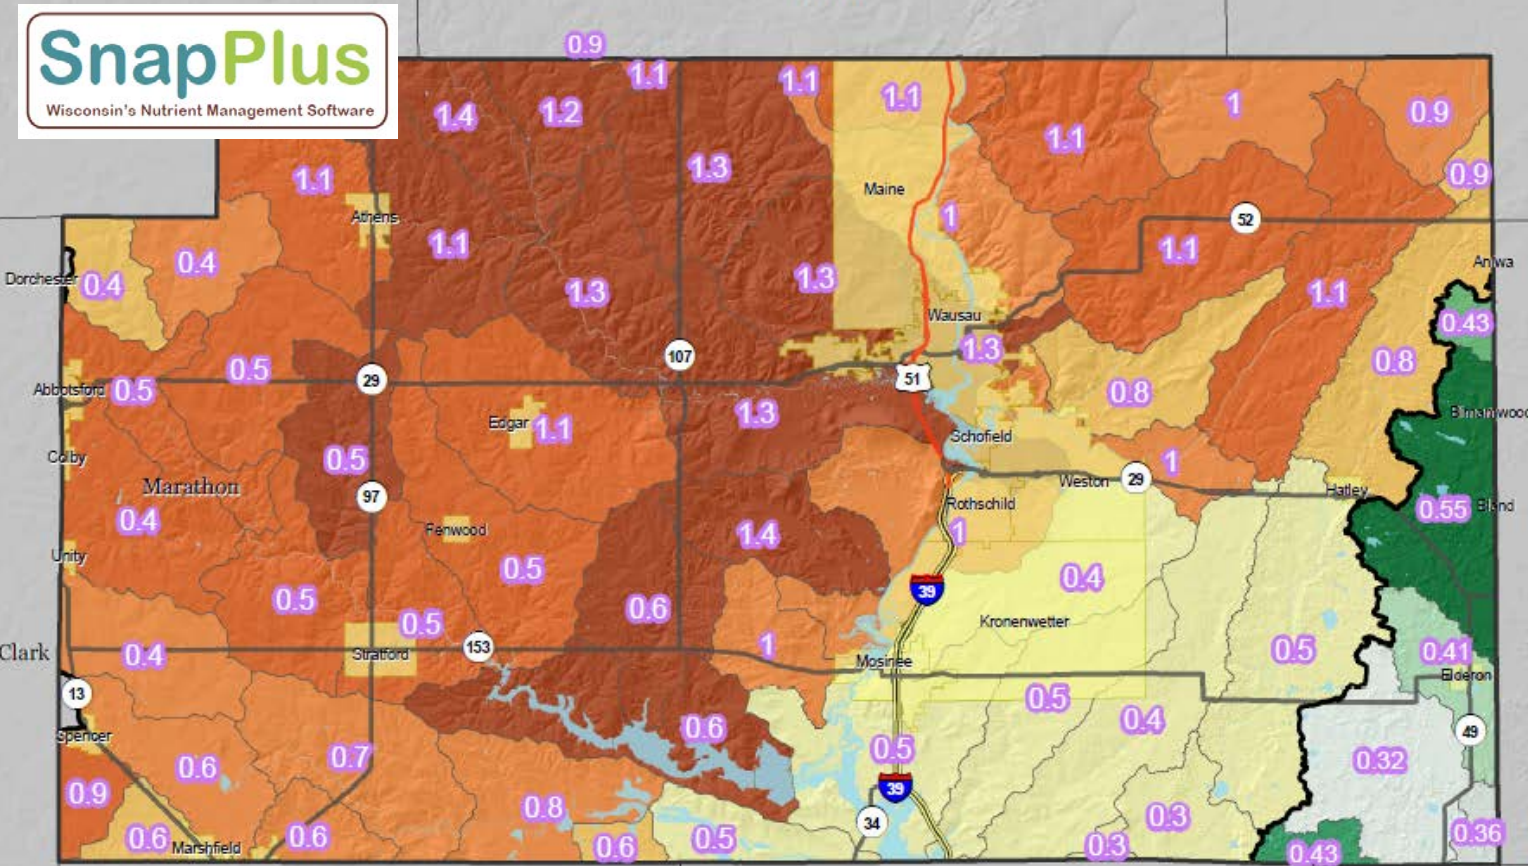 SnapPlus
Wisconsin's Nutrient Management Software
0.9
1.1
1.1
1.4
1.2
1.1
1
0.9
1.1
1.3
0.9
1.1
Maine
Athens
1
52
1.1
1.1
0.4
0.4
Dorchester
1.3
1.3
1.1
Aniwa
Wausau
0.43
1.3
107
0.8
0.5
29
51
Abbotsford
0.5
0.8
1.3
Edgar
1.1
Schofield
Birnamwood
Colby
0.5
1
Marathon
97
Weston
29
Hatley
Rothschild
0.55
Elend
0.4
Fenwood
1.4
1
Unity
0.5
0.4
39
0.5
0.6
0.5
Kronenwetter
1
0.5
Clark
0.4
Stratford
153
Mosinee
0.41
Elderon
13
0.5
0.4
0.6
49
Spencer
0.5
0.7
0.6
0.32
39
0.9
0.8
0.3
34
0.6
Marshfield
0.6
0.6
0.5
0.3
0.43
0.36